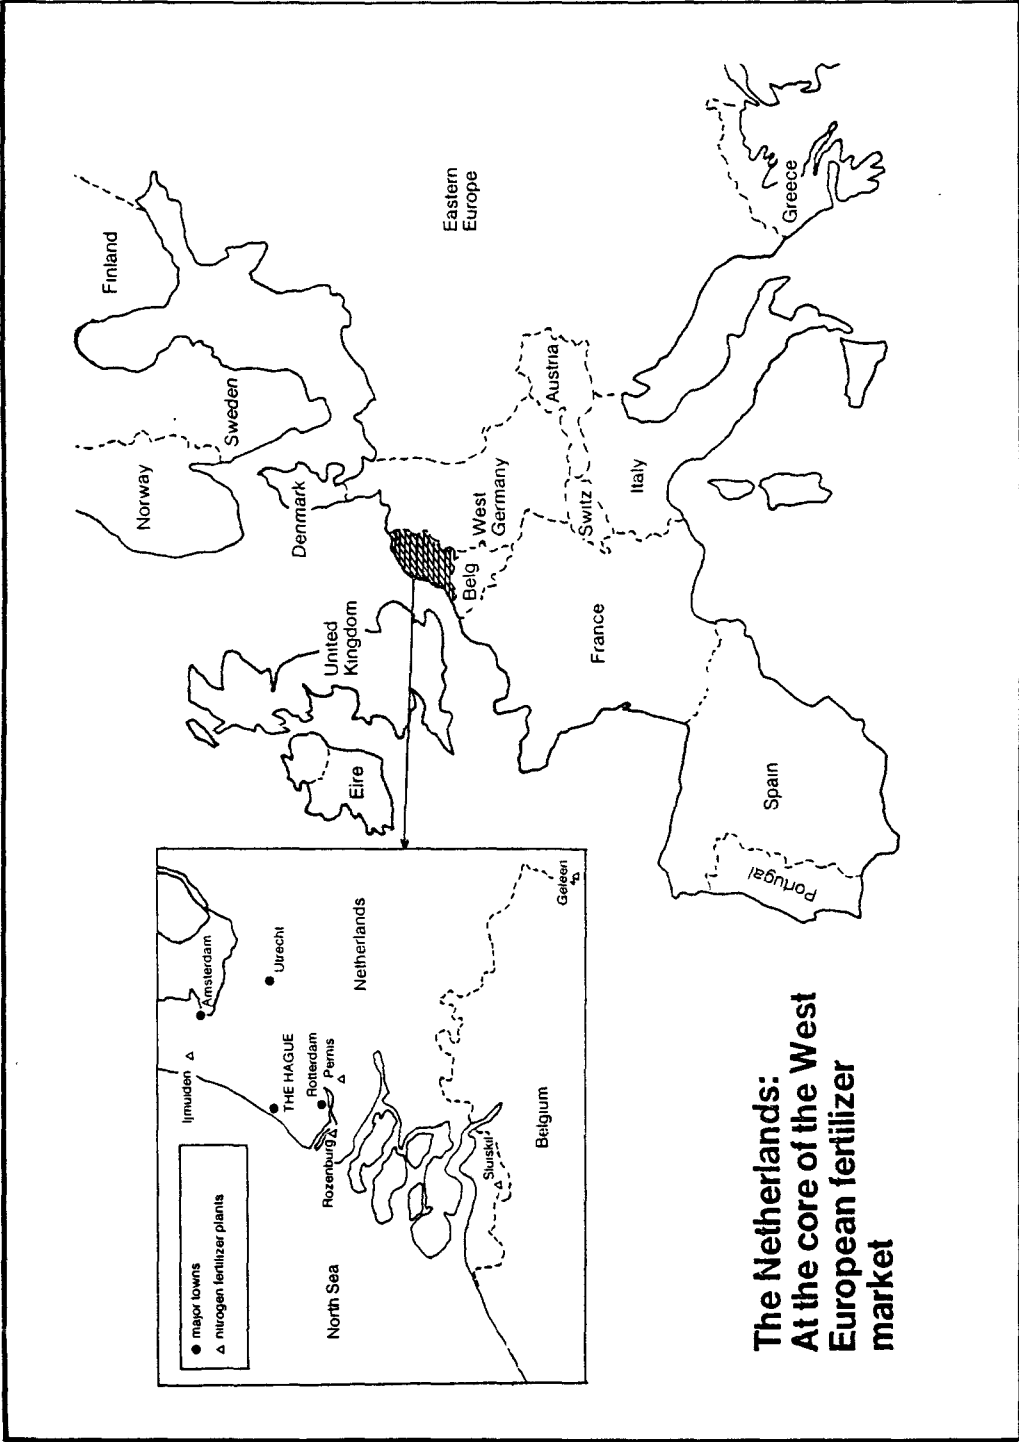 The Netherlands:
At the core of the West
European fertilizer
market
● major towns
△ nitrogen fertilizer plants
North Sea
Ijmuiden
Amsterdam
Utrecht
THE HAGUE
Rotterdam
Pernis
Rozenburg
Netherlands
Sluiskil
Belgium
Geleen
Norway
Sweden
Finland
Denmark
United
Kingdom
Eire
Belg
West
Germany
Eastern
Europe
Austria
Switz
France
Italy
Spain
Portugal
Greece